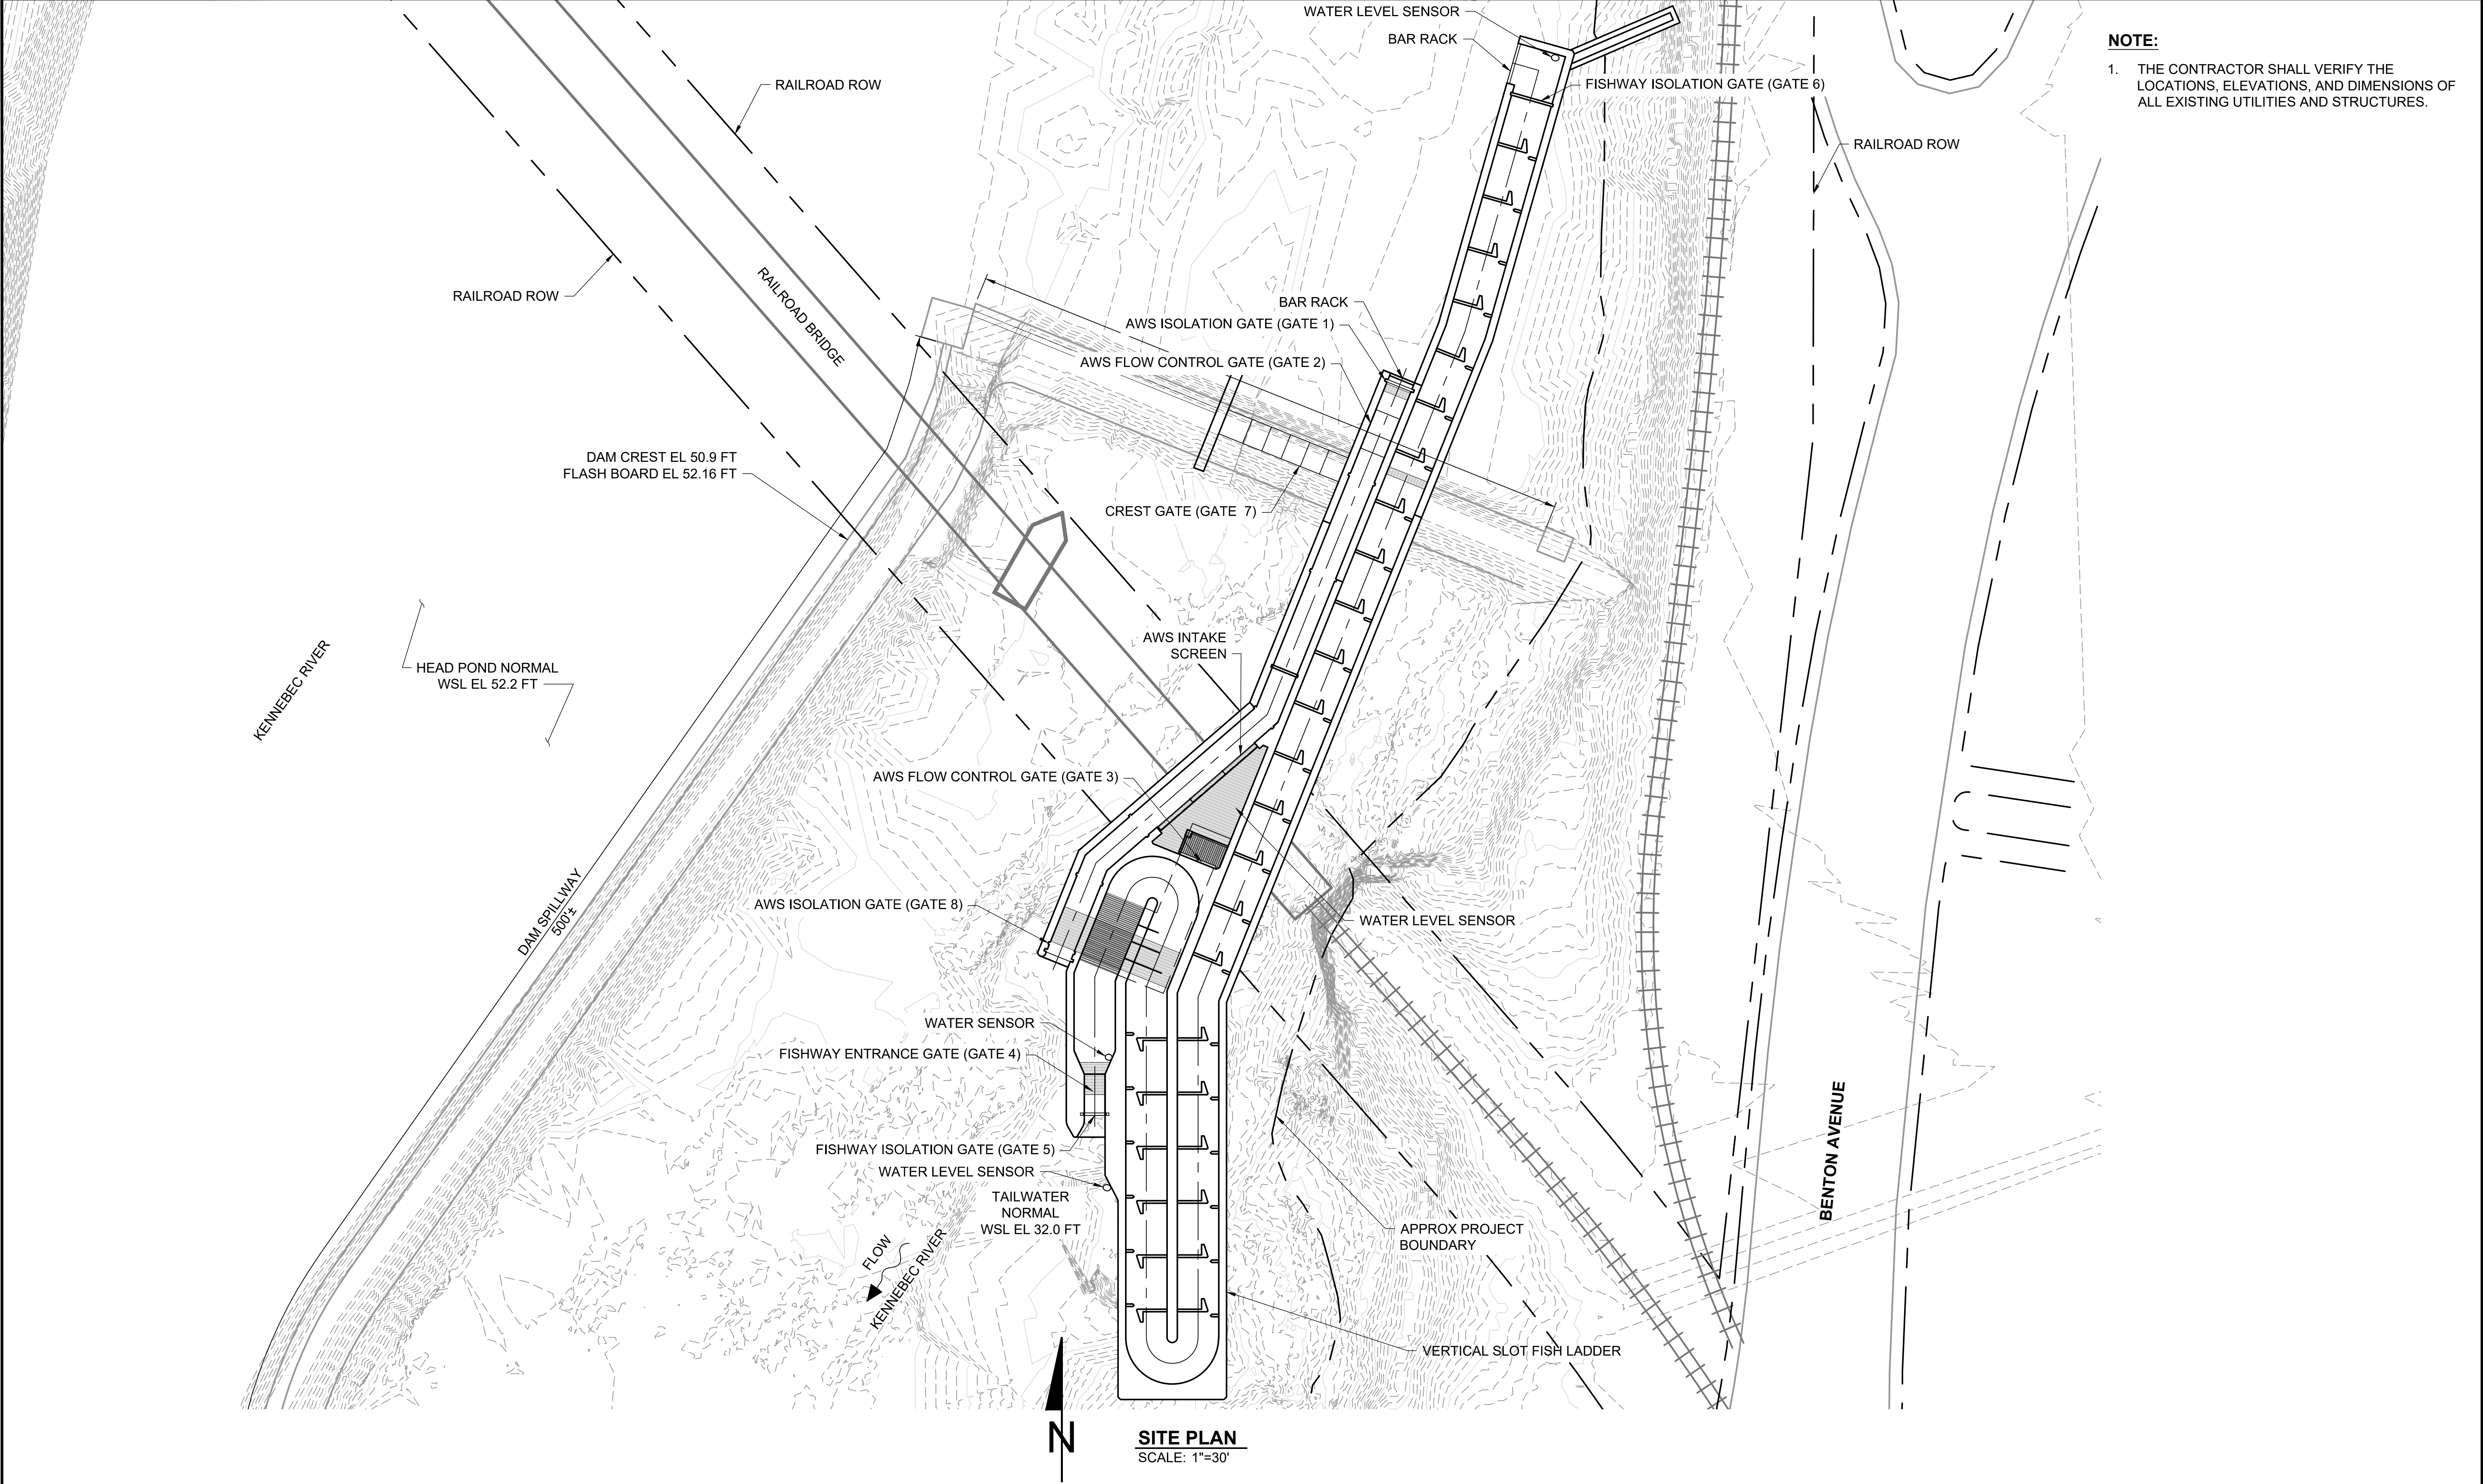 WATER LEVEL SENSOR
BAR RACK
FISHWAY ISOLATION GATE (GATE 6)
NOTE:
1. THE CONTRACTOR SHALL VERIFY THE
LOCATIONS, ELEVATIONS, AND DIMENSIONS OF
ALL EXISTING UTILITIES AND STRUCTURES.
RAILROAD ROW
RAILROAD ROW
RAILROAD ROW
RAILROAD BRIDGE
BAR RACK
AWS ISOLATION GATE (GATE 1)
AWS FLOW CONTROL GATE (GATE 2)
DAM CREST EL 50.9 FT
FLASH BOARD EL 52.16 FT
CREST GATE (GATE 7)
AWS INTAKE
SCREEN
KENNEBEC RIVER
HEAD POND NORMAL
WSL EL 52.2 FT
AWS FLOW CONTROL GATE (GATE 3)
AWS ISOLATION GATE (GATE 8)
WATER LEVEL SENSOR
DAM SPILLWAY
500'±
WATER SENSOR
FISHWAY ENTRANCE GATE (GATE 4)
FISHWAY ISOLATION GATE (GATE 5)
WATER LEVEL SENSOR
TAILWATER
NORMAL
WSL EL 32.0 FT
FLOW
KENNEBEC RIVER
APPROX PROJECT
BOUNDARY
BENTON AVENUE
VERTICAL SLOT FISH LADDER
N
SITE PLAN
SCALE: 1"=30'